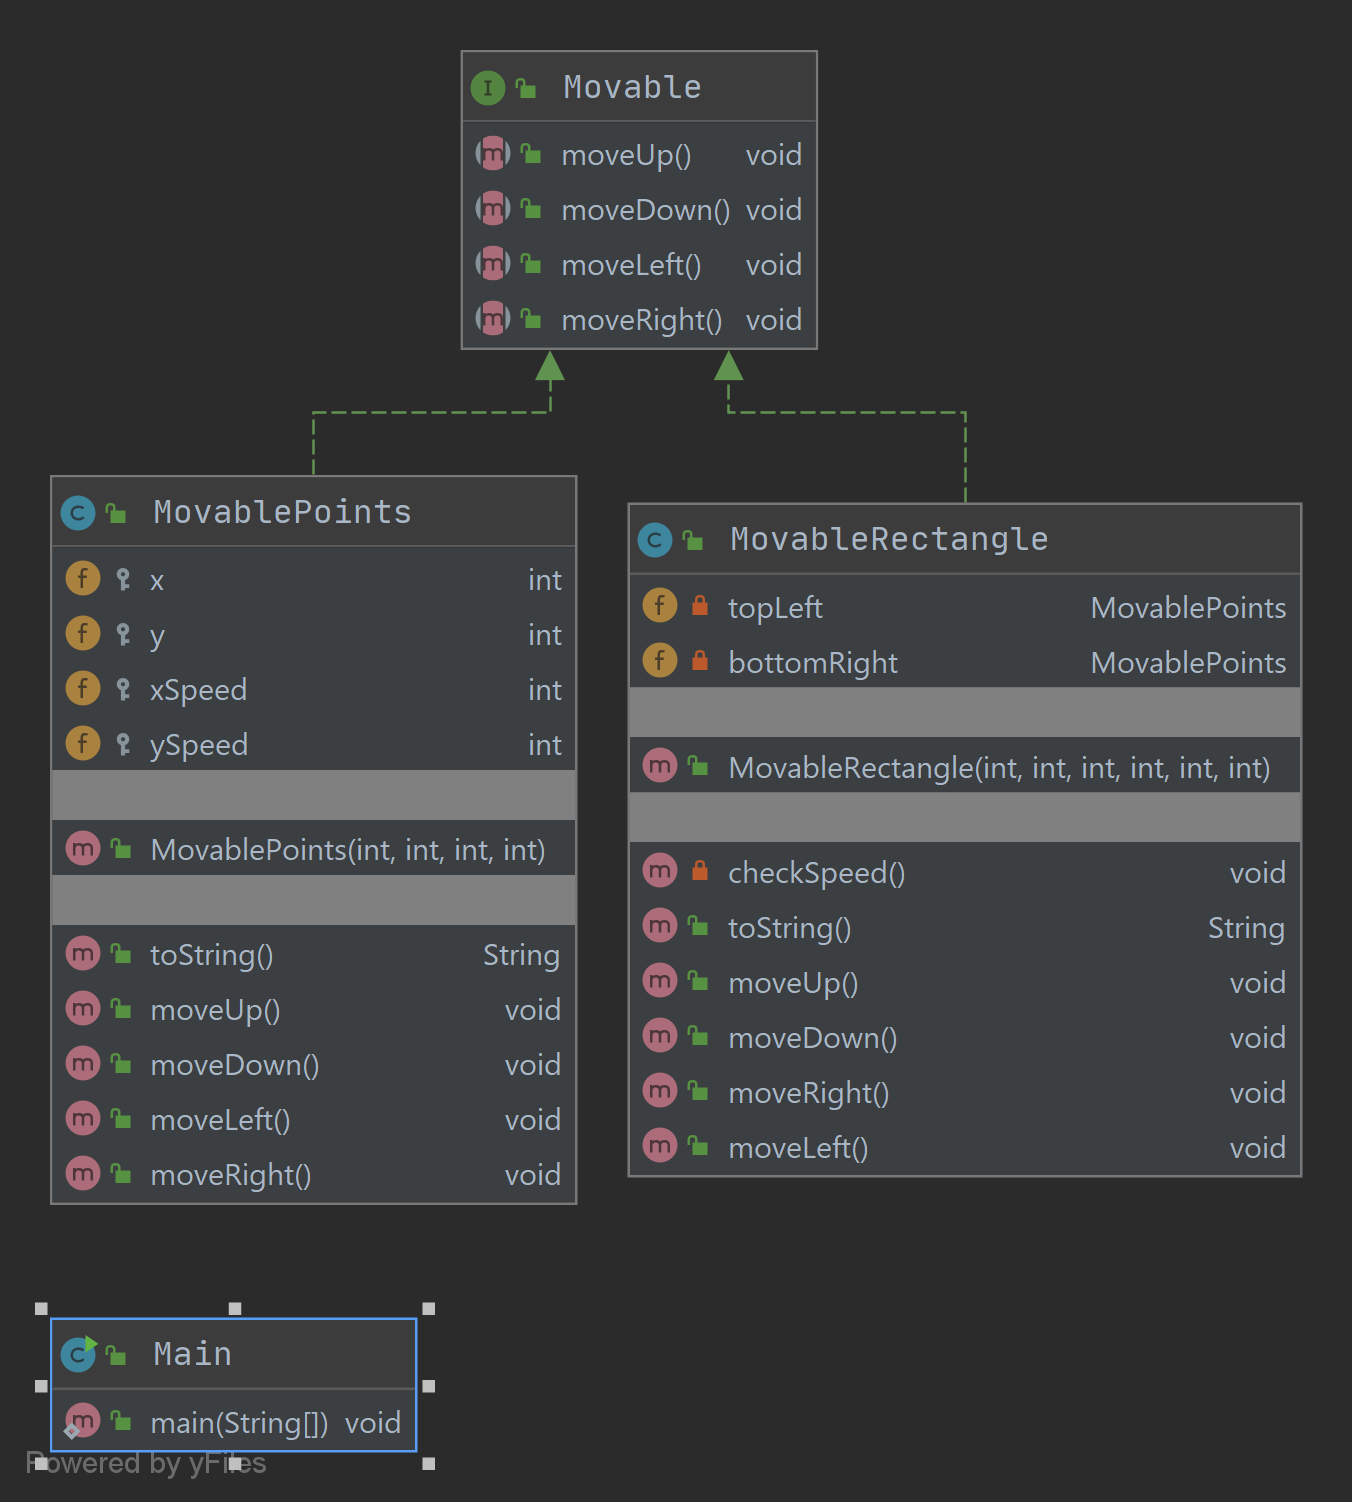 Movable
moveUp() void
moveDown() void
moveLeft() void
moveRight() void
MovablePoints
x int
y int
xSpeed int
ySpeed int
MovablePoints(int, int, int, int)
toString() String
moveUp() void
moveDown() void
moveLeft() void
moveRight() void
MovableRectangle
topLeft MovablePoints
bottomRight MovablePoints
MovableRectangle(int, int, int, int, int, int)
checkSpeed() void
toString() String
moveUp() void
moveDown() void
moveRight() void
moveLeft() void
Main
main(String[]) void
Powered by yFiles